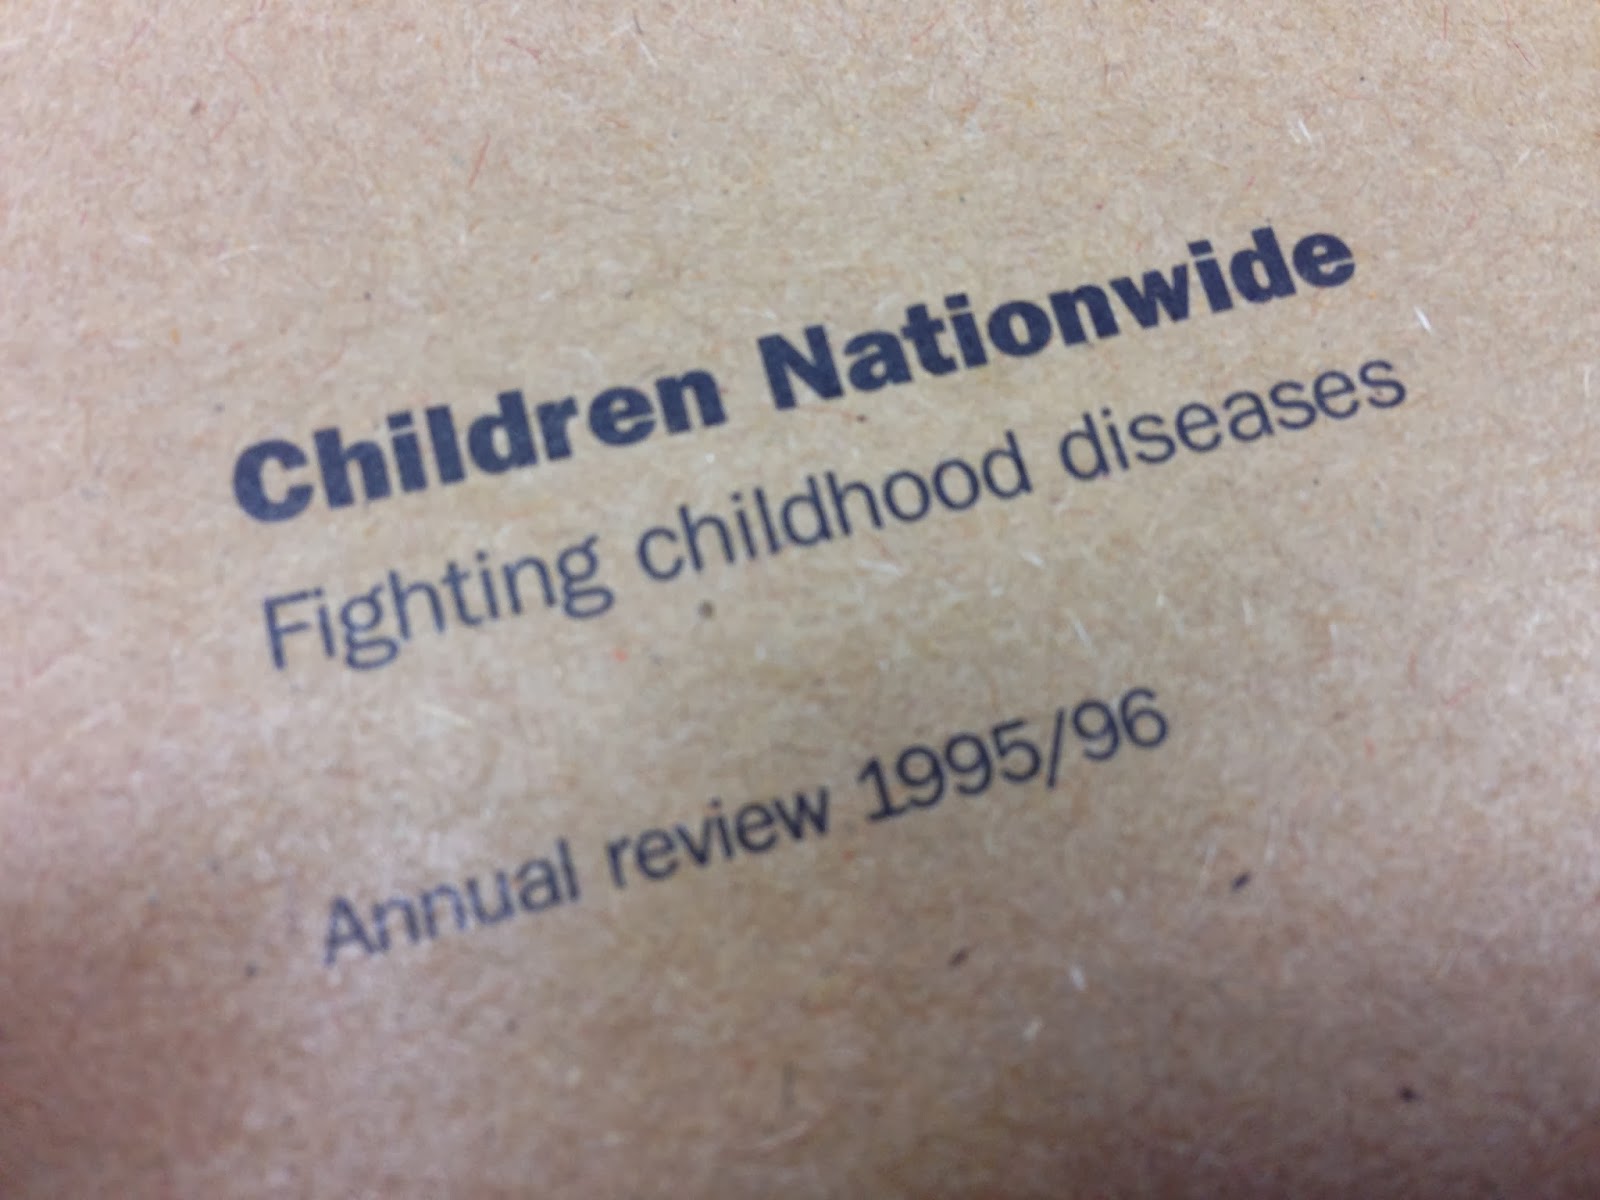 Children Nationwide
Fighting childhood diseases
Annual review 1995/96